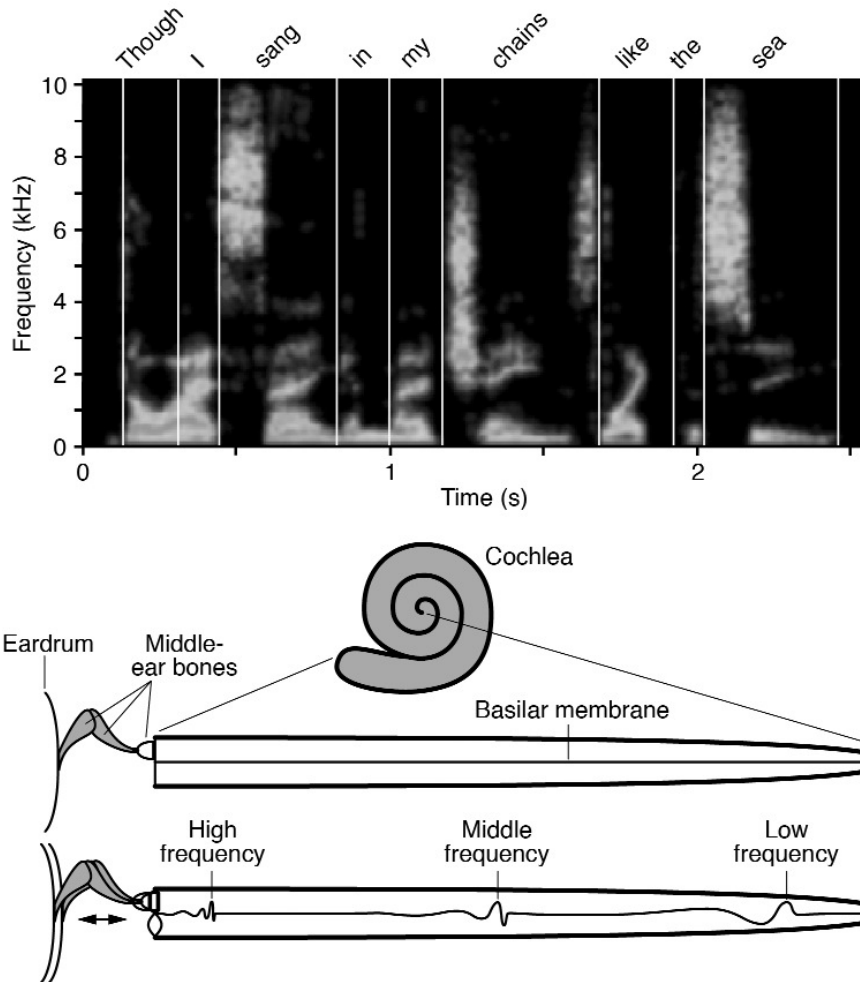 Though I sang in my chains like the sea
10
8
6
4
2
0
Frequency (kHz)
0 1 2
Time (s)
Cochlea
Eardrum
Middle-
ear bones
Basilar membrane
High
frequency
Middle
frequency
Low
frequency